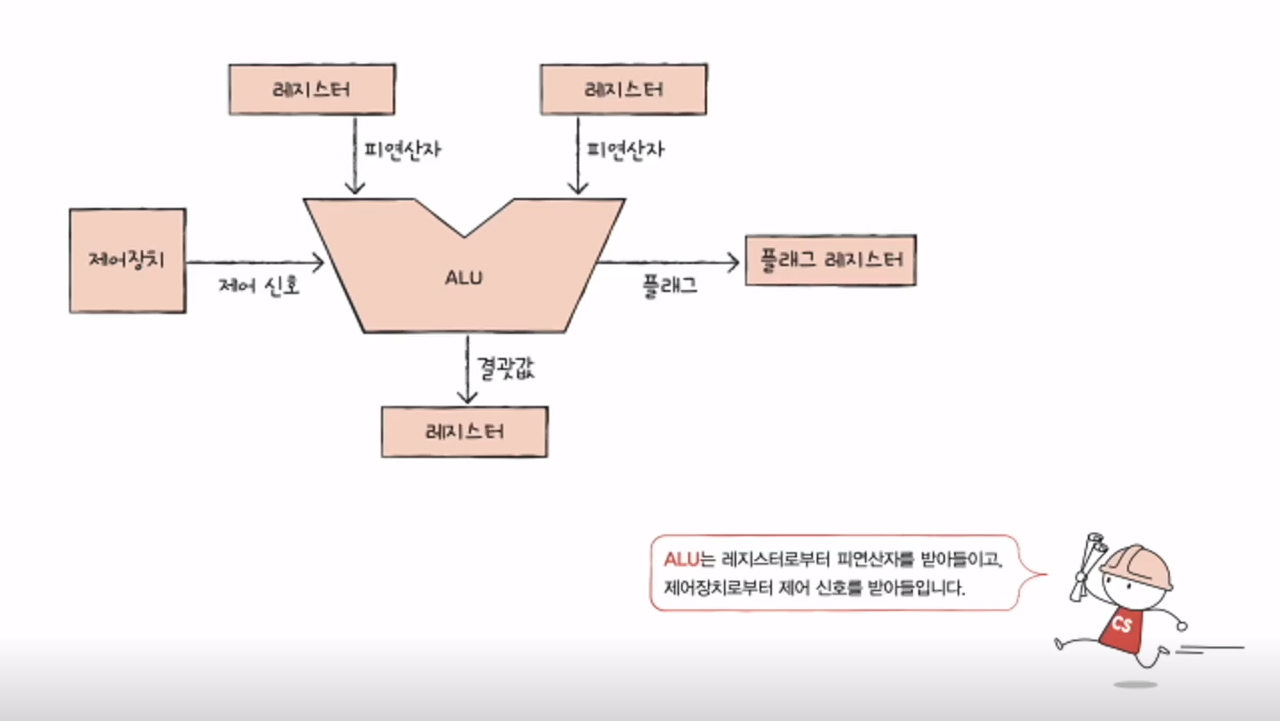 레지스터
레지스터
피연산자
피연산자
제어장치
제어 신호
ALU
플래그
플래그 레지스터
결괏값
레지스터
ALU는 레지스터로부터 피연산자를 받아들이고,
제어장치로부터 제어 신호를 받아들입니다.
CS